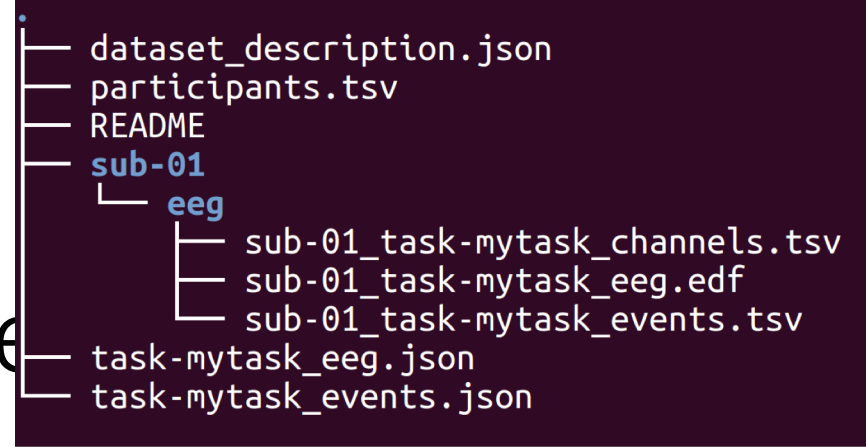 .
├── dataset_description.json
├── participants.tsv
├── README
├── sub-01
│   └── eeg
│       ├── sub-01_task-mytask_channels.tsv
│       ├── sub-01_task-mytask_eeg.edf
│       └── sub-01_task-mytask_events.tsv
├── task-mytask_eeg.json
└── task-mytask_events.json